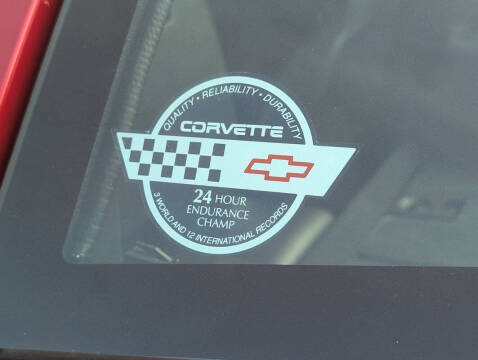 QUALITY • RELIABILITY • DURABILITY
CORVETTE
24 HOUR
ENDURANCE
CHAMP
3 WORLD AND 12 INTERNATIONAL RECORDS